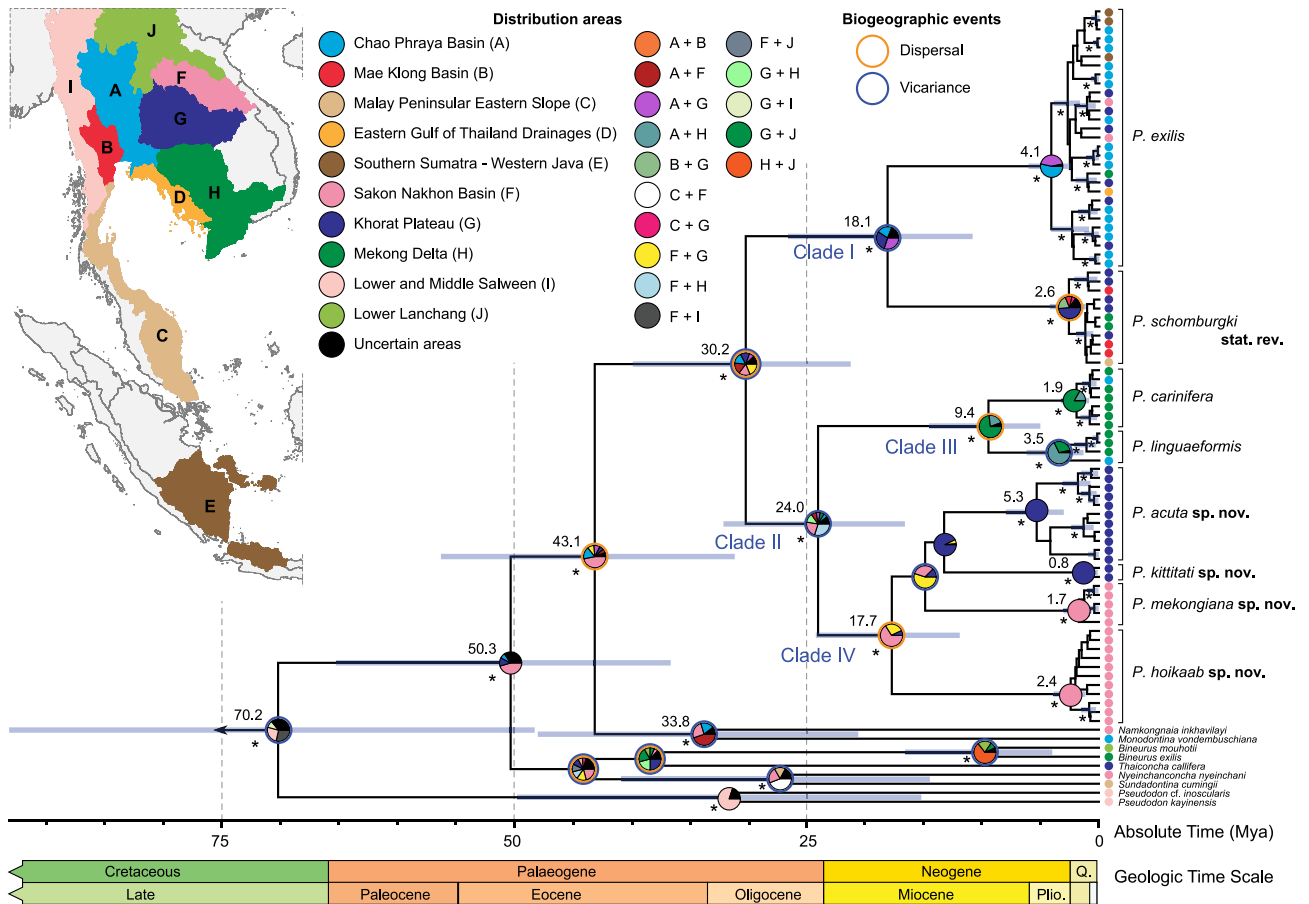 Distribution areas
Chao Phraya Basin (A)
Mae Klong Basin (B)
Malay Peninsular Eastern Slope (C)
Eastern Gulf of Thailand Drainages (D)
Southern Sumatra - Western Java (E)
Sakon Nakhon Basin (F)
Khorat Plateau (G)
Mekong Delta (H)
Lower and Middle Salween (I)
Lower Lanchang (J)
Uncertain areas
A + B
A + F
A + G
A + H
B + G
C + F
C + G
F + G
F + H
F + I
F + J
G + H
G + I
G + J
H + J
Biogeographic events
Dispersal
Vicariance
J
I
A
F
G
B
D
H
C
E
4.1
*
18.1
*
Clade I
2.6
*
30.2
*
1.9
*
9.4
*
Clade III
3.5
*
24.0
*
Clade II
5.3
*
43.1
*
0.8
*
1.7
*
17.7
*
Clade IV
50.3
*
2.4
*
70.2
*
33.8
*
*
*
*
P. exilis
P. schomburgki
stat. rev.
P. carinifera
P. linguaeformis
P. acuta sp. nov.
P. kittitati sp. nov.
P. mekongiana sp. nov.
P. hoikaab sp. nov.
Namkongnaia inkhavilayi
Monodontina vondembuschiana
Bineurus mouhotii
Bineurus exilis
Thaiconcha callifera
Nyeinchanconcha nyeinchani
Sundadontina cumingii
Pseudodon cf. inoscularis
Pseudodon kayinensis
75
50
25
0
Absolute Time (Mya)
Cretaceous
Palaeogene
Neogene
Q.
Geologic Time Scale
Late
Paleocene
Eocene
Oligocene
Miocene
Plio.